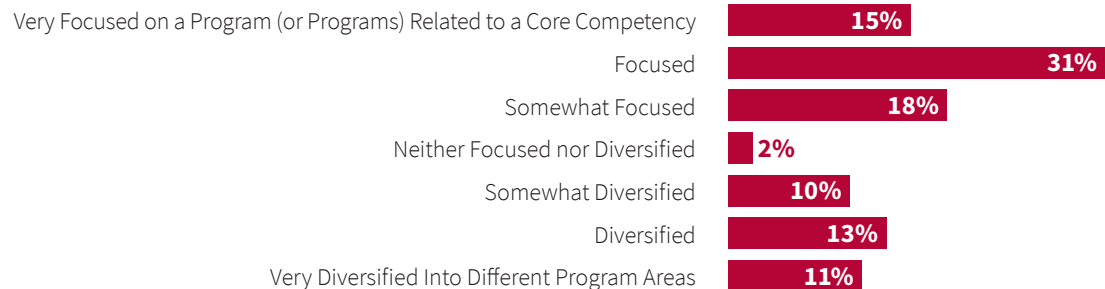 Very Focused on a Program (or Programs) Related to a Core Competency 15%
Focused 31%
Somewhat Focused 18%
Neither Focused nor Diversified 2%
Somewhat Diversified 10%
Diversified 13%
Very Diversified Into Different Program Areas 11%